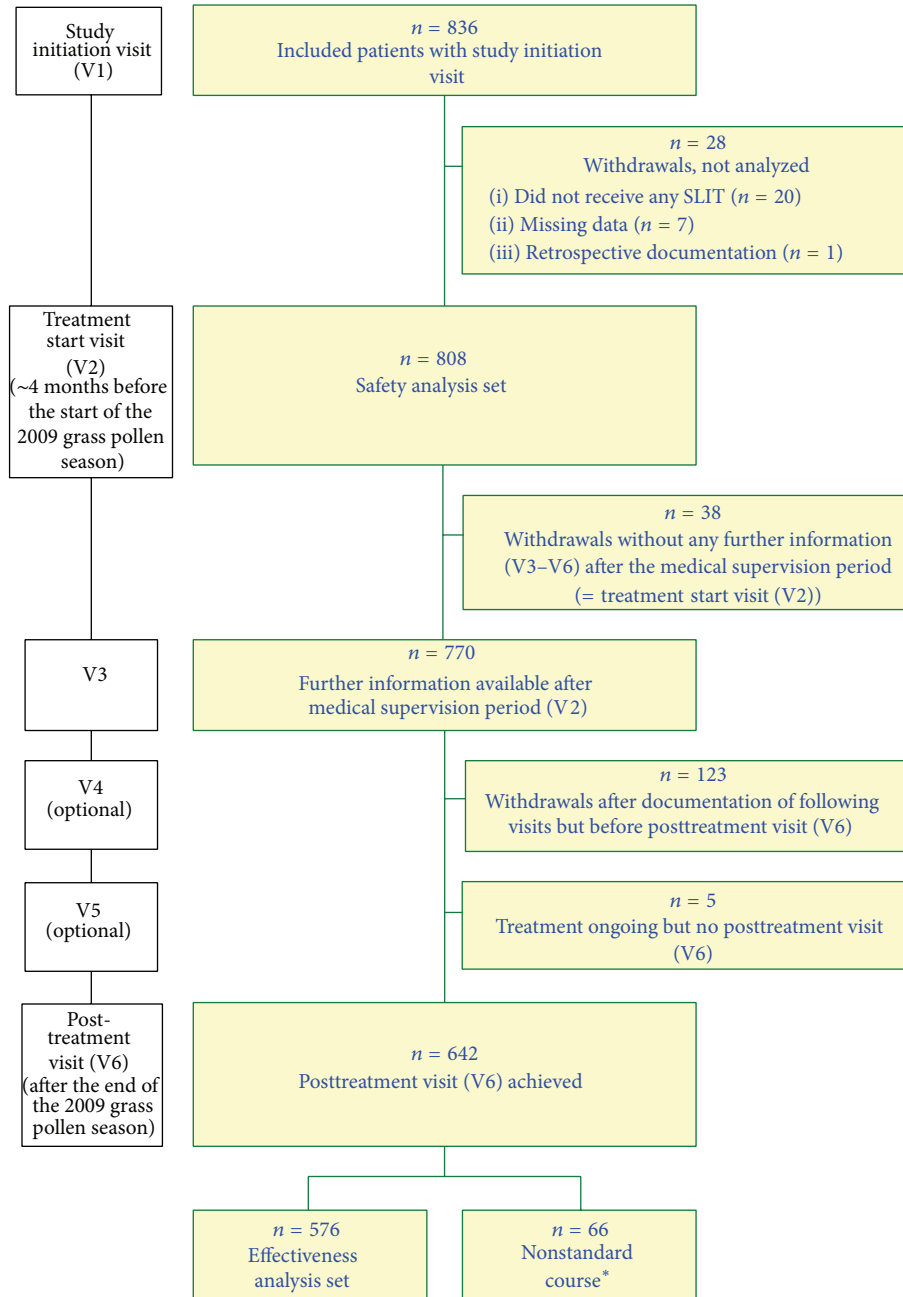 Study
initiation visit
(V1)
n = 836
Included patients with study initiation
visit
n = 28
Withdrawals, not analyzed
(i) Did not receive any SLIT (n = 20)
(ii) Missing data (n = 7)
(iii) Retrospective documentation (n = 1)
Treatment
start visit
(V2)
(~4 months before
the start of the
2009 grass pollen
season)
n = 808
Safety analysis set
n = 38
Withdrawals without any further information
(V3–V6) after the medical supervision period
(= treatment start visit (V2))
V3
n = 770
Further information available after
medical supervision period (V2)
V4
(optional)
n = 123
Withdrawals after documentation of following
visits but before posttreatment visit (V6)
V5
(optional)
n = 5
Treatment ongoing but no posttreatment visit
(V6)
Post-
treatment
visit (V6)
(after the end of
the 2009 grass
pollen season)
n = 642
Posttreatment visit (V6) achieved
n = 576
Effectiveness
analysis set
n = 66
Nonstandard
course*